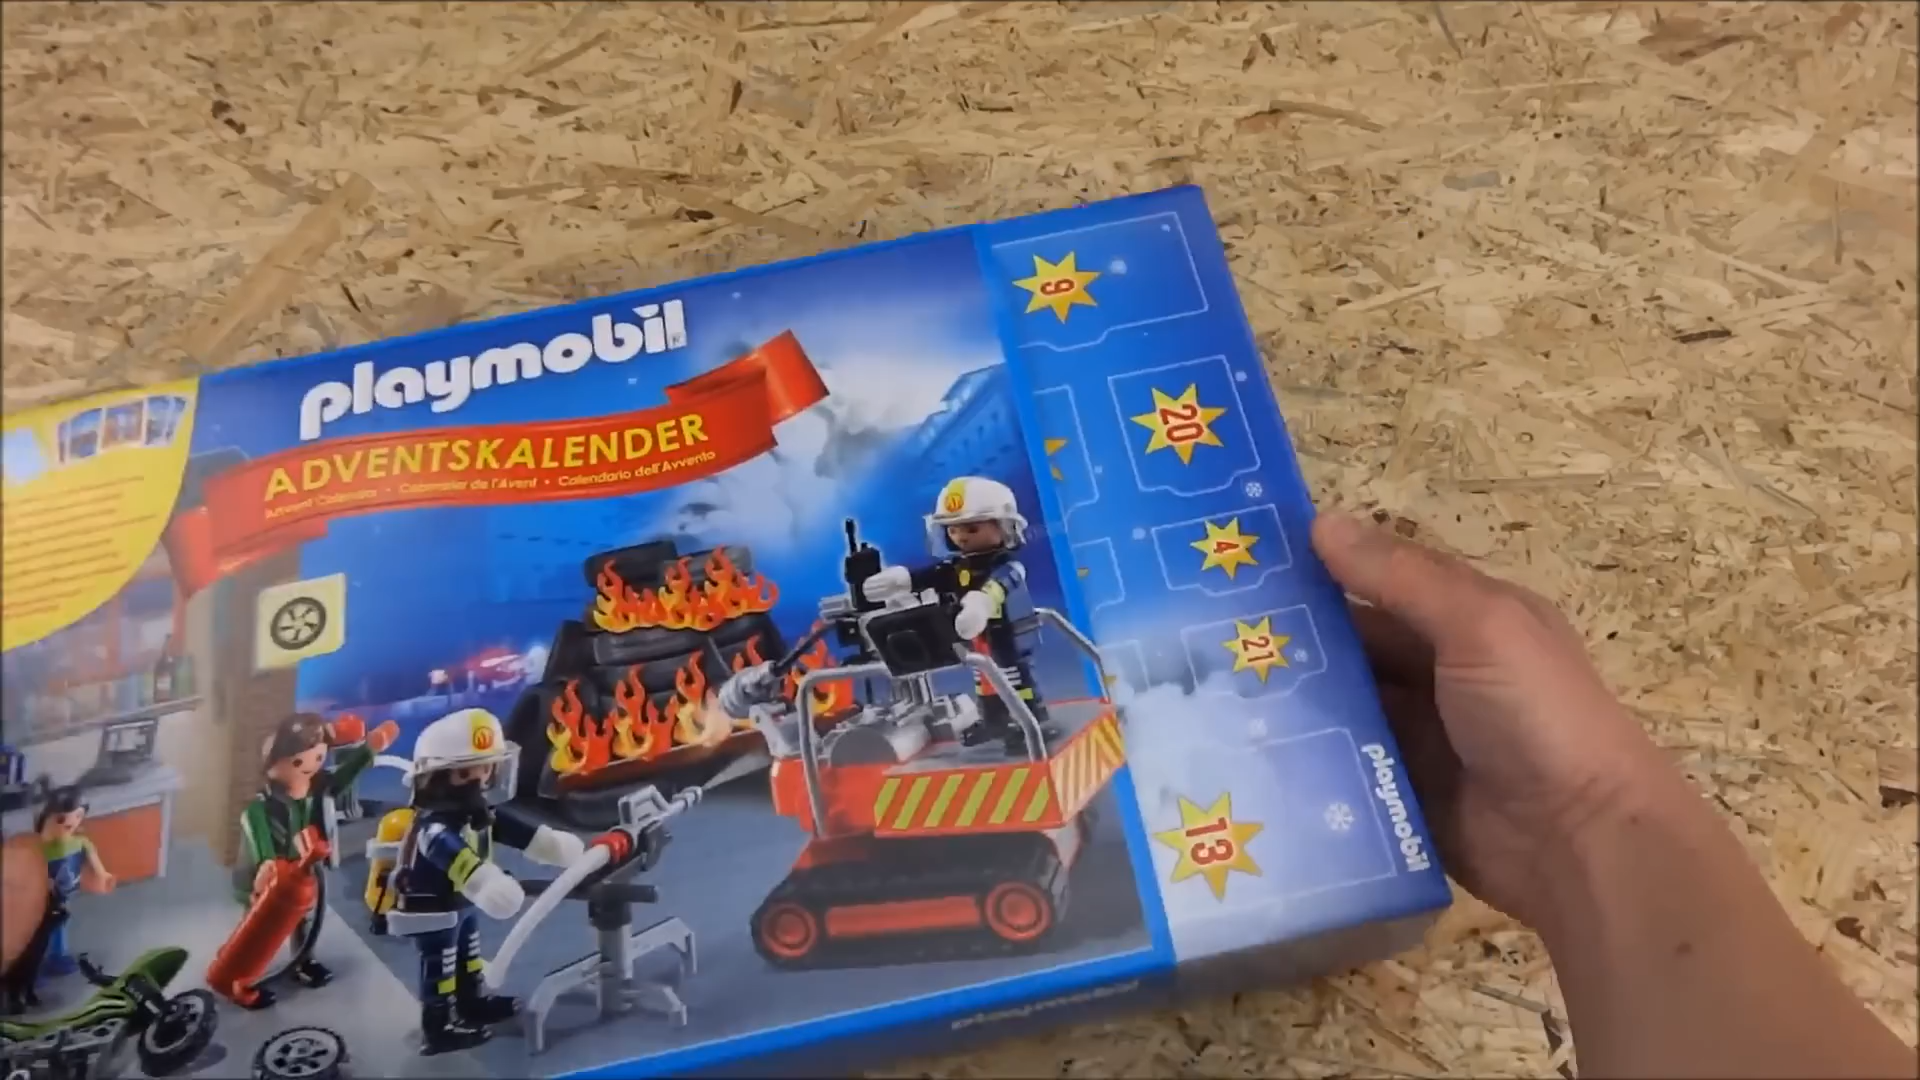 playmobil
ADVENTSKALENDER
Advent Calendar • Calendrier de l'Avent • Calendario dell'Avvento
9
20
4
21
13
playmobil